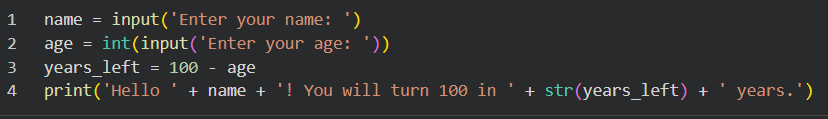 1 name = input('Enter your name: ')
2 age = int(input('Enter your age: '))
3 years_left = 100 - age
4 print('Hello ' + name + '! You will turn 100 in ' + str(years_left) + ' years.')